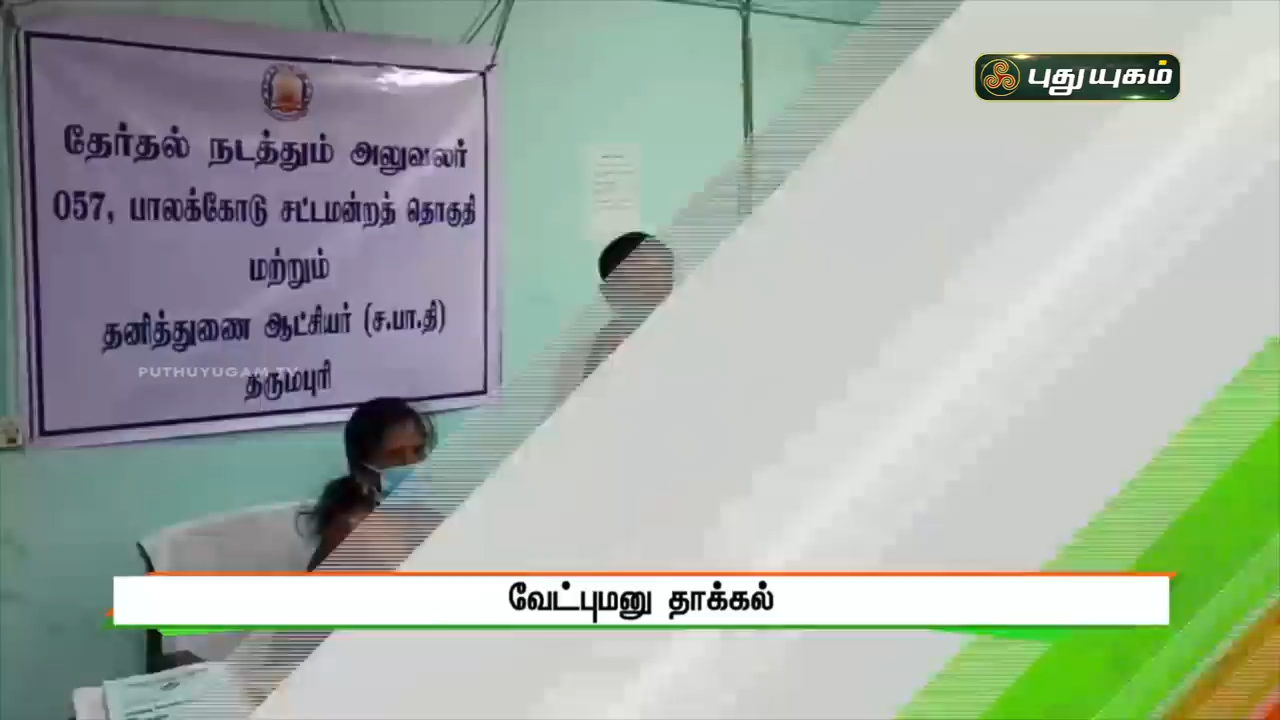 புதுயுகம்
தேர்தல் நடத்தும் அலுவலர்
057, பாலக்கோடு சட்டமன்றத் தொகுதி
மற்றும்
தனித்துணை ஆட்சியர் (ச.பா.தி)
தருமபுரி
PUTHUYUGAM TV
வேட்புமனு தாக்கல்